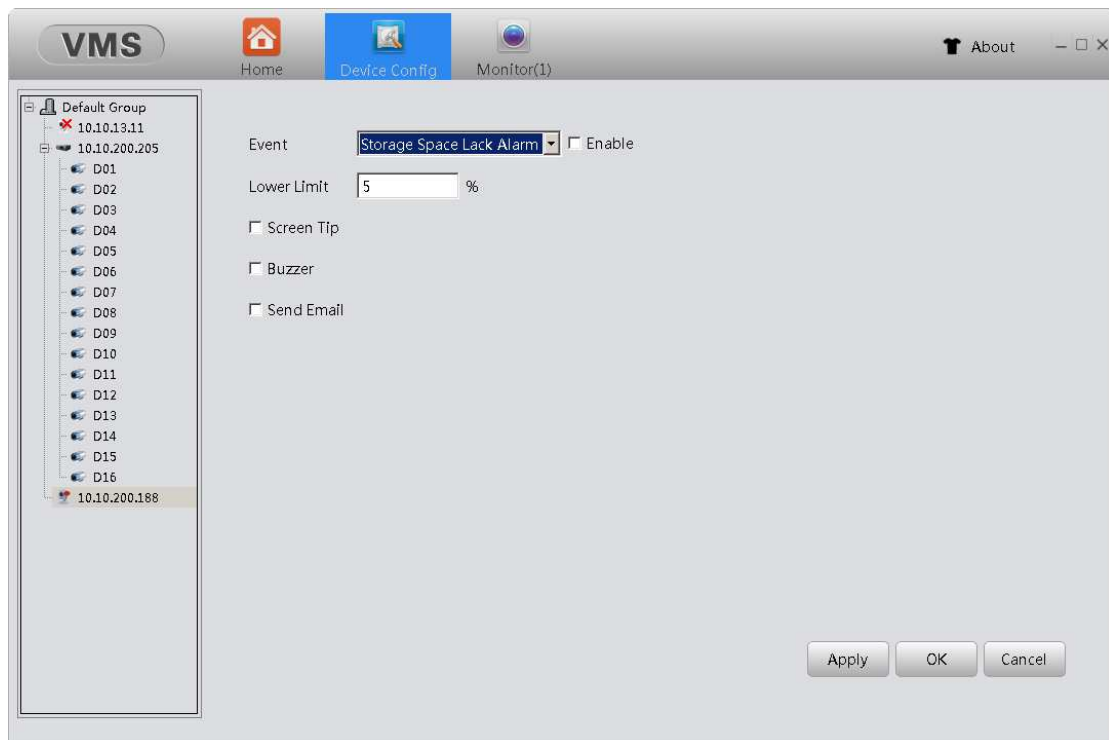 VMS
Home
Device Config
Monitor(1)
About
Default Group
10.10.13.11
10.10.200.205
D01
D02
D03
D04
D05
D06
D07
D08
D09
D10
D11
D12
D13
D14
D15
D16
10.10.200.188
Event Storage Space Lack Alarm Enable
Lower Limit 5 %
Screen Tip
Buzzer
Send Email
Apply OK Cancel